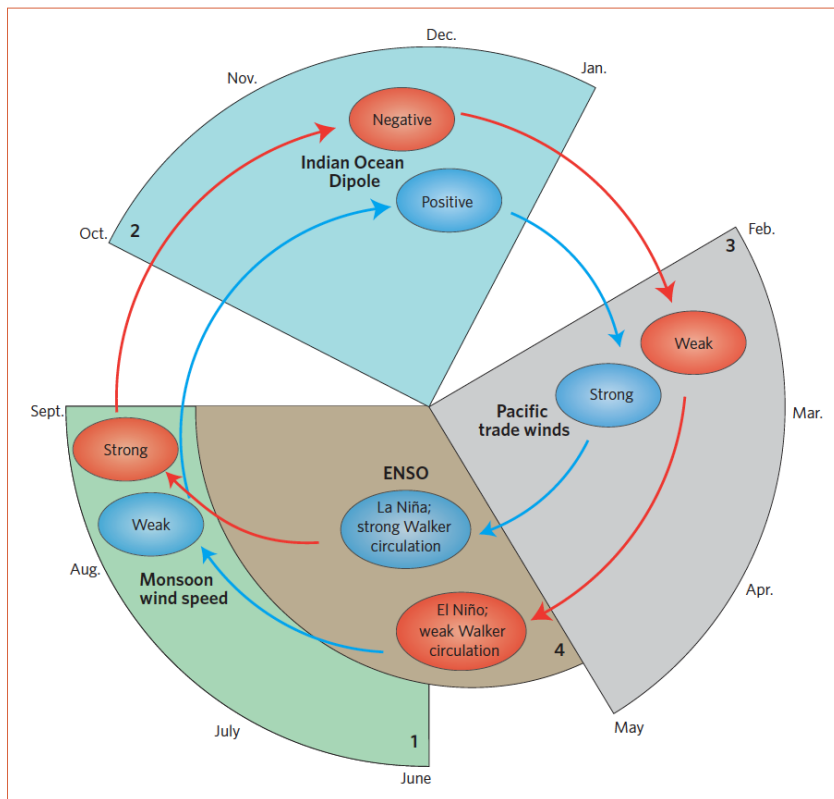 Dec.
Nov.
Jan.
Negative
Indian Ocean
Dipole
Positive
Oct.
2
Feb.
3
Weak
Strong
Pacific
trade winds
Mar.
Sept.
Strong
ENSO
La Niña;
strong Walker
circulation
Weak
Aug.
Monsoon
wind speed
El Niño;
weak Walker
circulation
4
Apr.
July
1
May
June